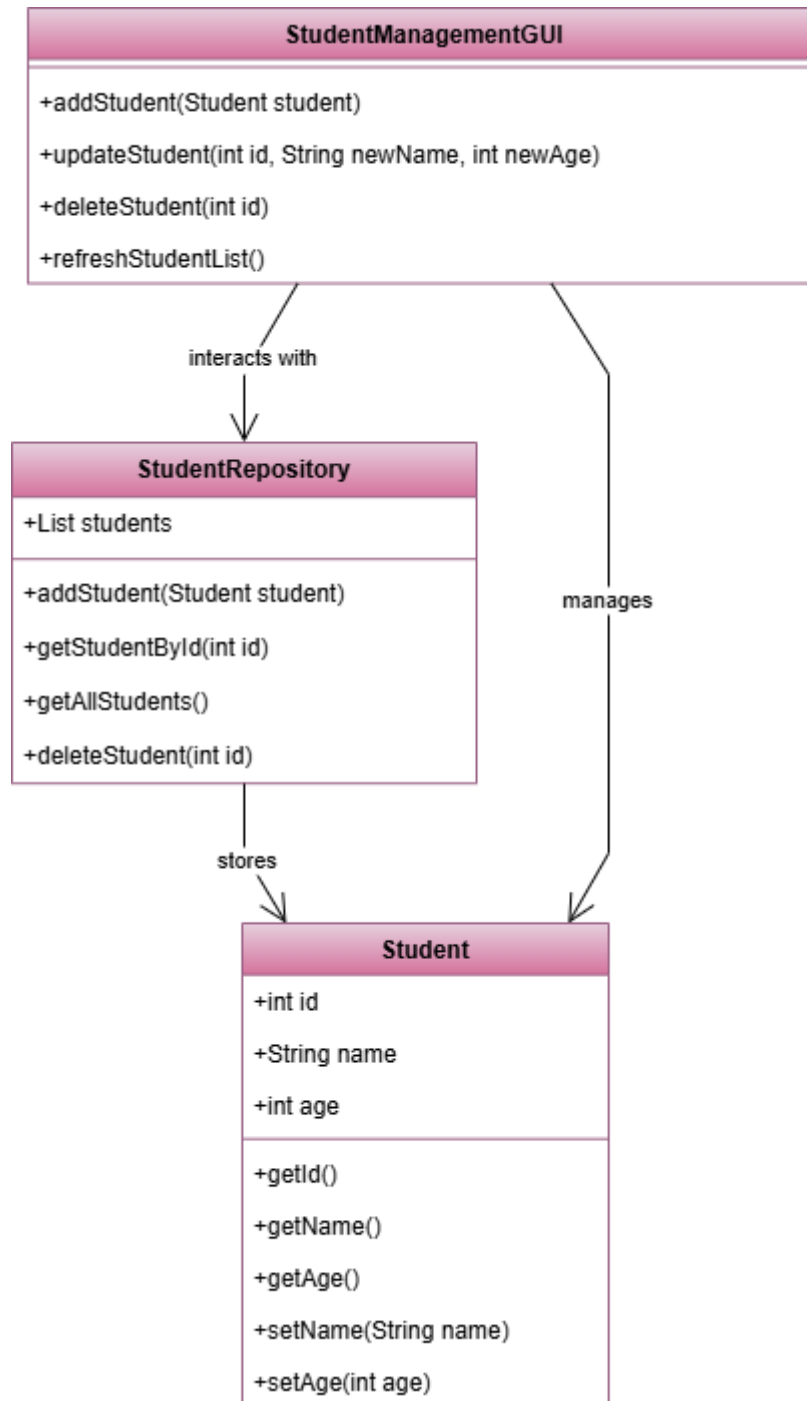 StudentManagementGUI
+addStudent(Student student)
+updateStudent(int id, String newName, int newAge)
+deleteStudent(int id)
+refreshStudentList()
interacts with
StudentRepository
+List students
+addStudent(Student student)
+getStudentById(int id)
+getAllStudents()
+deleteStudent(int id)
manages
stores
Student
+int id
+String name
+int age
+getId()
+getName()
+getAge()
+setName(String name)
+setAge(int age)